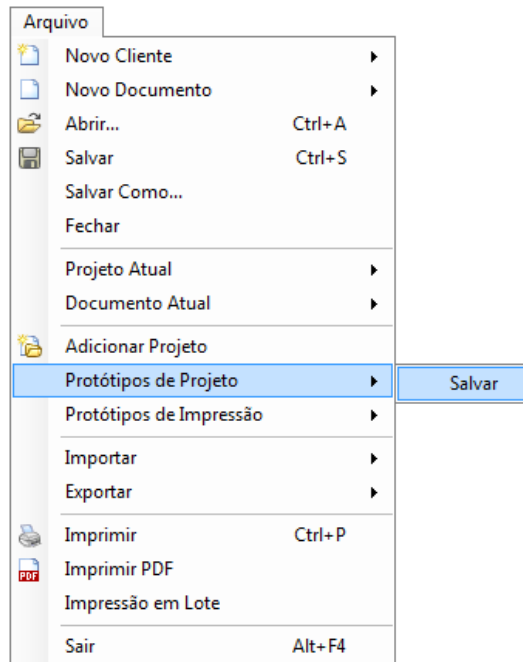 Arquivo
Novo Cliente
Novo Documento
Abrir... Ctrl+A
Salvar Ctrl+S
Salvar Como...
Fechar
Projeto Atual
Documento Atual
Adicionar Projeto
Protótipos de Projeto Salvar
Protótipos de Impressão
Importar
Exportar
Imprimir Ctrl+P
PDF Imprimir PDF
Impressão em Lote
Sair Alt+F4